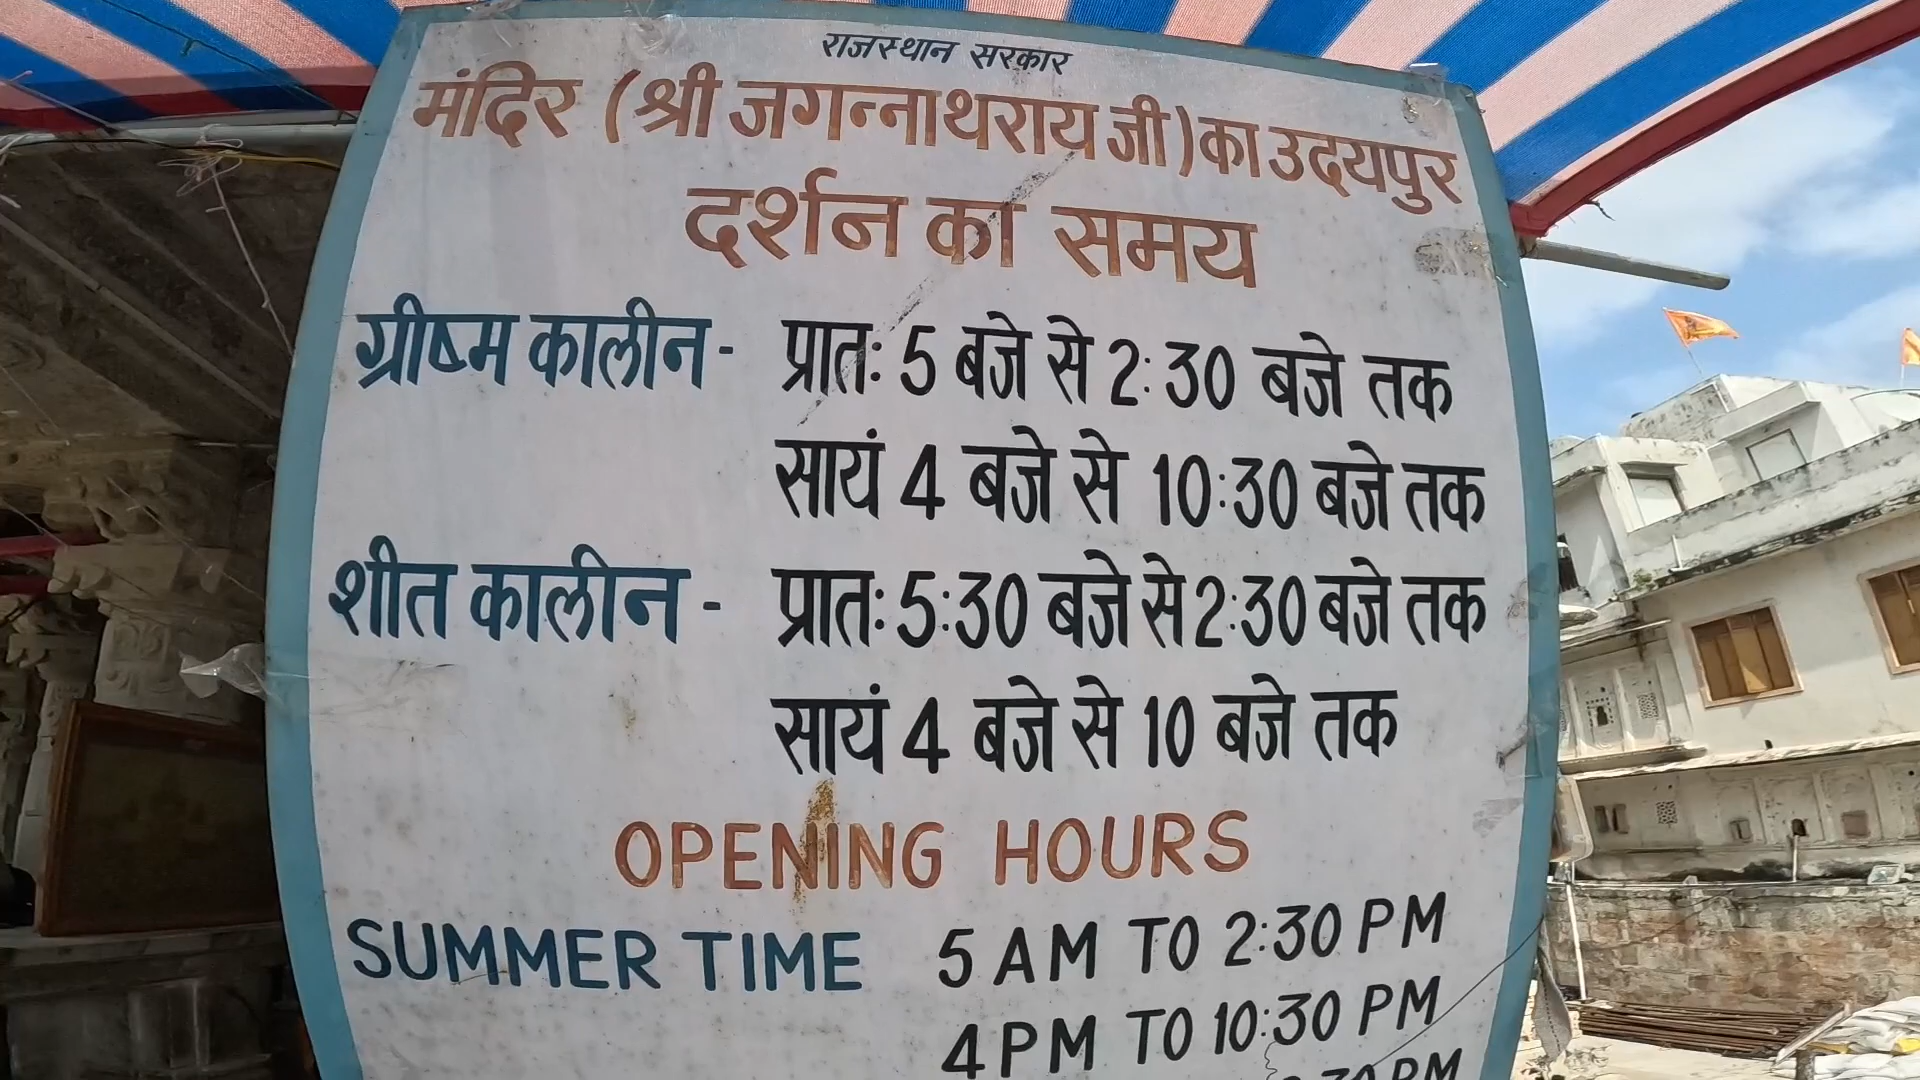 राजस्थान सरकार
मंदिर (श्री जगन्नाथराय जी) का उदयपुर
दर्शन का समय
ग्रीष्म कालीन - प्रातः 5 बजे से 2:30 बजे तक
सायं 4 बजे से 10:30 बजे तक
शीत कालीन - प्रातः 5:30 बजे से 2:30 बजे तक
सायं 4 बजे से 10 बजे तक
OPENING HOURS
SUMMER TIME 5 AM TO 2:30 PM
4 PM TO 10:30 PM